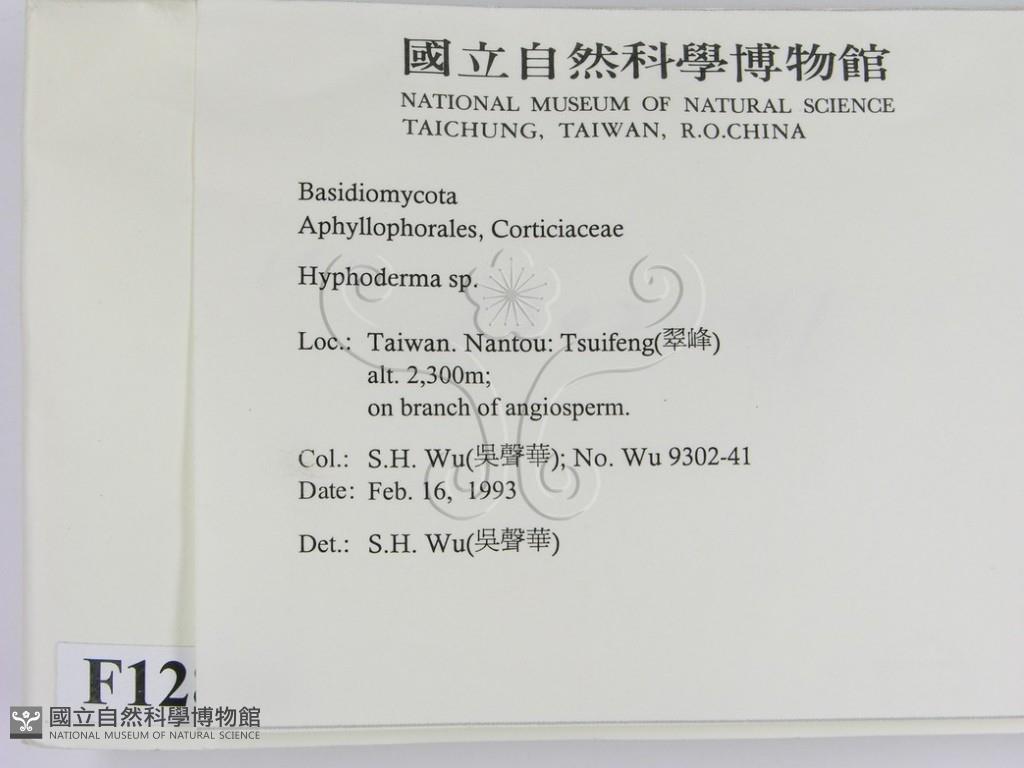 國立自然科學博物館
NATIONAL MUSEUM OF NATURAL SCIENCE
TAICHUNG, TAIWAN, R.O.CHINA
Basidiomycota
Aphyllophorales, Corticiaceae
Hyphoderma sp.
Loc.: Taiwan. Nantou: Tsuifeng(翠峰)
alt. 2,300m;
on branch of angiosperm.
Col.: S.H. Wu(吳聲華); No. Wu 9302-41
Date: Feb. 16, 1993
Det.: S.H. Wu(吳聲華)
F12
國立自然科學博物館
NATIONAL MUSEUM OF NATURAL SCIENCE